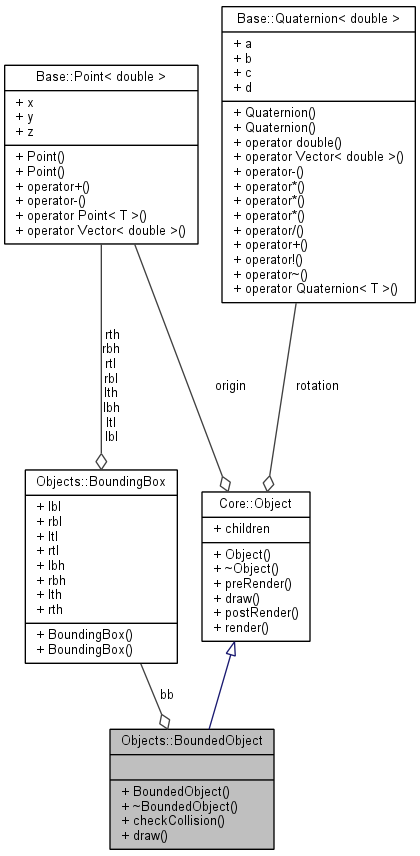 Base::Quaternion< double >
+ a
+ b
+ c
+ d
+ Quaternion()
+ Quaternion()
+ operator double()
+ operator Vector< double >()
+ operator-()
+ operator*()
+ operator*()
+ operator*()
+ operator/()
+ operator+()
+ operator!()
+ operator~()
+ operator Quaternion< T >()
Base::Point< double >
+ x
+ y
+ z
+ Point()
+ Point()
+ operator+()
+ operator-()
+ operator Point< T >()
+ operator Vector< double >()
rth
rbh
rtl
rbl
lth
lbh
ltl
lbl
origin
rotation
Objects::BoundingBox
+ lbl
+ rbl
+ ltl
+ rtl
+ lbh
+ rbh
+ lth
+ rth
+ BoundingBox()
+ BoundingBox()
Core::Object
+ children
+ Object()
+ ~Object()
+ preRender()
+ draw()
+ postRender()
+ render()
bb
Objects::BoundedObject
+ BoundedObject()
+ ~BoundedObject()
+ checkCollision()
+ draw()